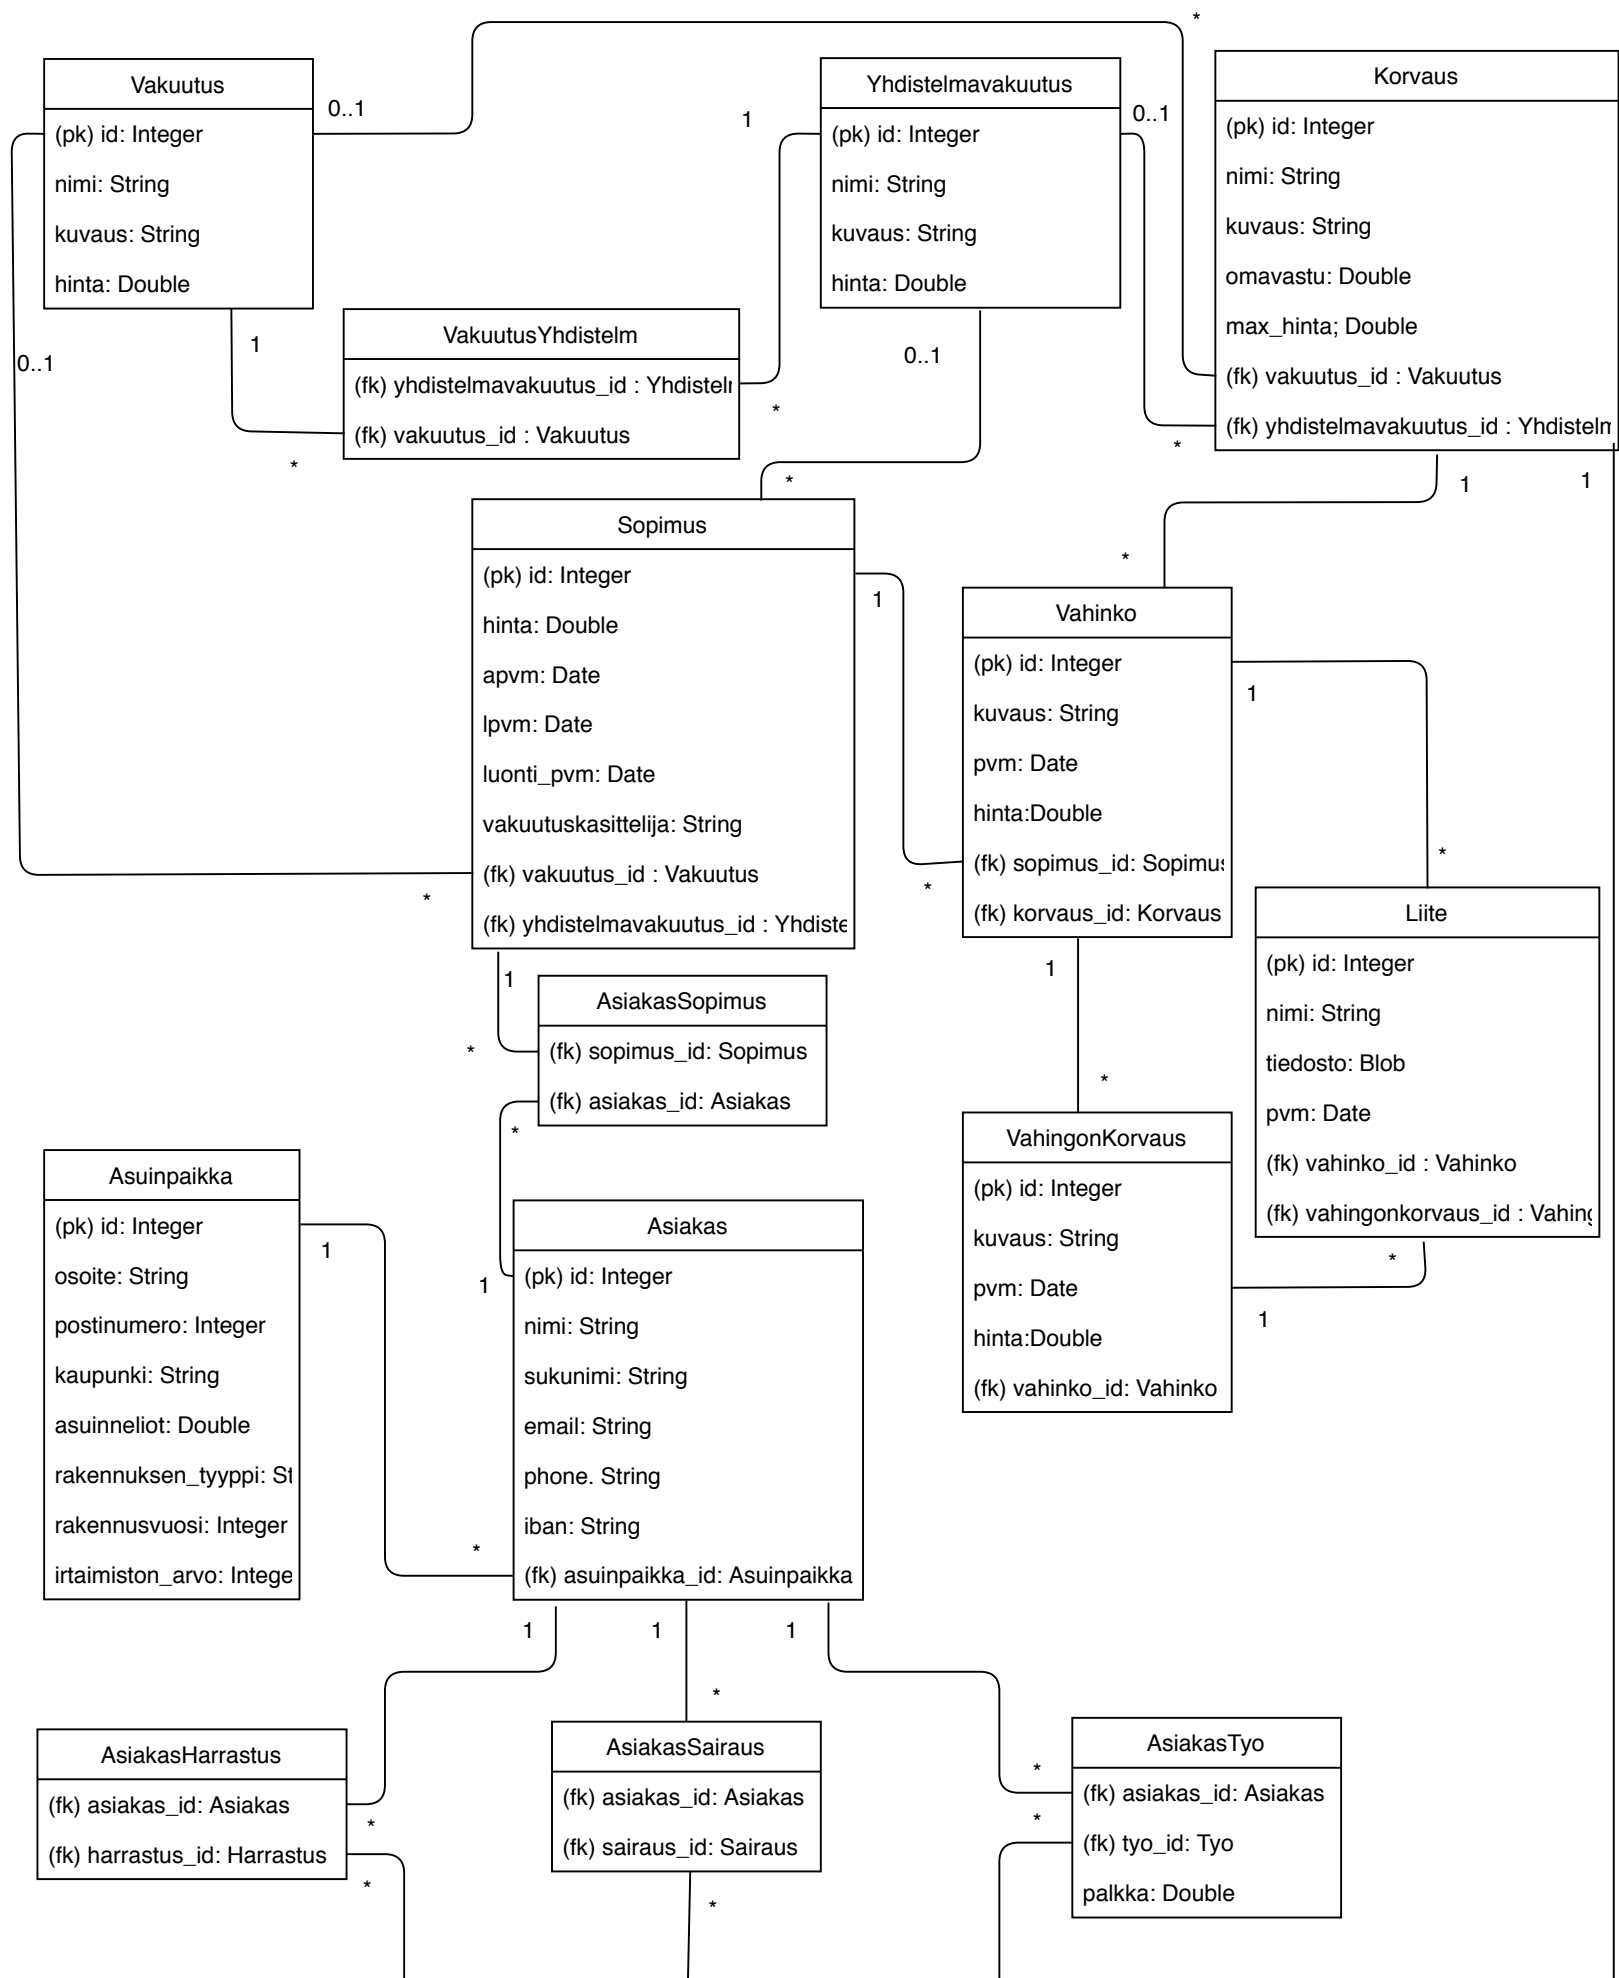 Vakuutus
(pk) id: Integer
nimi: String
kuvaus: String
hinta: Double
0..1
0..1
1
*
Yhdistelmavakuutus
(pk) id: Integer
nimi: String
kuvaus: String
hinta: Double
1
0..1
0..1
*
Korvaus
(pk) id: Integer
nimi: String
kuvaus: String
omavastu: Double
max_hinta; Double
(fk) vakuutus_id : Vakuutus
(fk) yhdistelmavakuutus_id : Yhdisteln
*
1
1
VakuutusYhdistelm
(fk) yhdistelmavakuutus_id : Yhdisteln
(fk) vakuutus_id : Vakuutus
*
*
Sopimus
(pk) id: Integer
hinta: Double
apvm: Date
lpvm: Date
luonti_pvm: Date
vakuutuskasittelija: String
(fk) vakuutus_id : Vakuutus
(fk) yhdistelmavakuutus_id : Yhdiste
*
1
*
1
*
Vahinko
(pk) id: Integer
kuvaus: String
pvm: Date
hinta:Double
(fk) sopimus_id: Sopimus
(fk) korvaus_id: Korvaus
1
*
1
Liite
(pk) id: Integer
nimi: String
tiedosto: Blob
pvm: Date
(fk) vahinko_id : Vahinko
(fk) vahingonkorvaus_id : Vahing
*
*
AsiakasSopimus
(fk) sopimus_id: Sopimus
(fk) asiakas_id: Asiakas
*
*
*
VahingonKorvaus
(pk) id: Integer
kuvaus: String
pvm: Date
hinta:Double
(fk) vahinko_id: Vahinko
1
Asuinpaikka
(pk) id: Integer
osoite: String
postinumero: Integer
kaupunki: String
asuinneliot: Double
rakennuksen_tyyppi: St
rakennusvuosi: Integer
irtaimiston_arvo: Intege
1
Asiakas
(pk) id: Integer
nimi: String
sukunimi: String
email: String
phone. String
iban: String
(fk) asuinpaikka_id: Asuinpaikka
1
*
1
1
1
AsiakasHarrastus
(fk) asiakas_id: Asiakas
(fk) harrastus_id: Harrastus
*
*
*
AsiakasSairaus
(fk) asiakas_id: Asiakas
(fk) sairaus_id: Sairaus
*
AsiakasTyo
(fk) asiakas_id: Asiakas
(fk) tyo_id: Tyo
palkka: Double
*
*